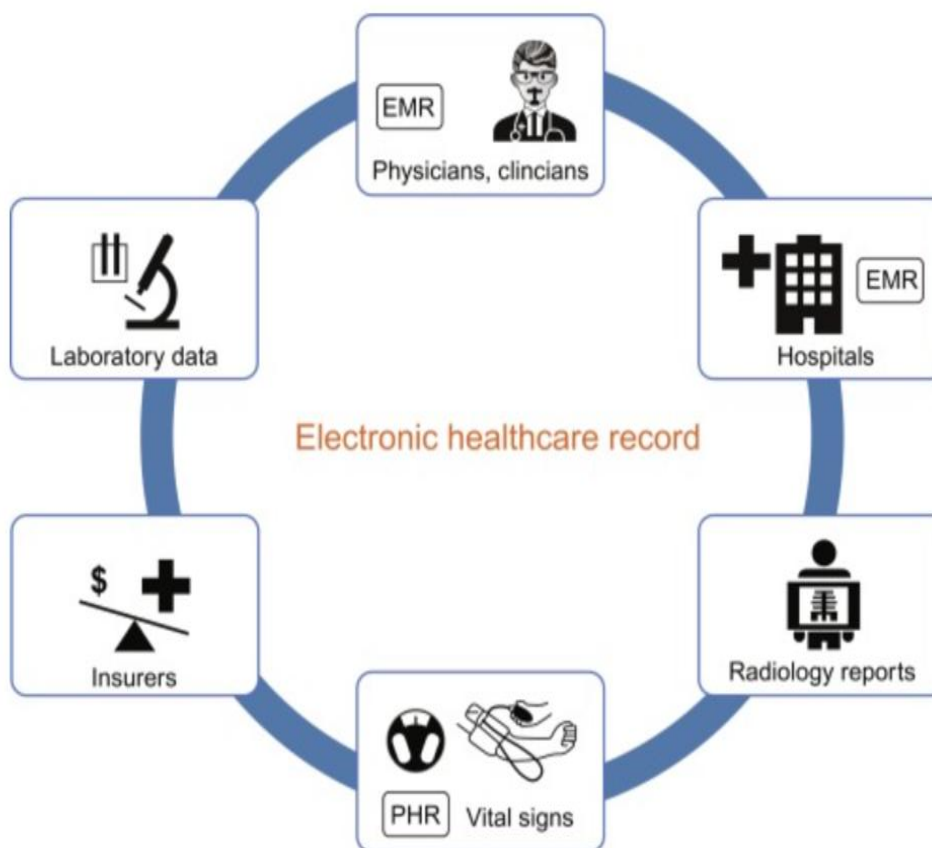 EMR
Physicians, clincians
EMR
Hospitals
Laboratory data
Electronic healthcare record
$
Insurers
Radiology reports
PHR
Vital signs